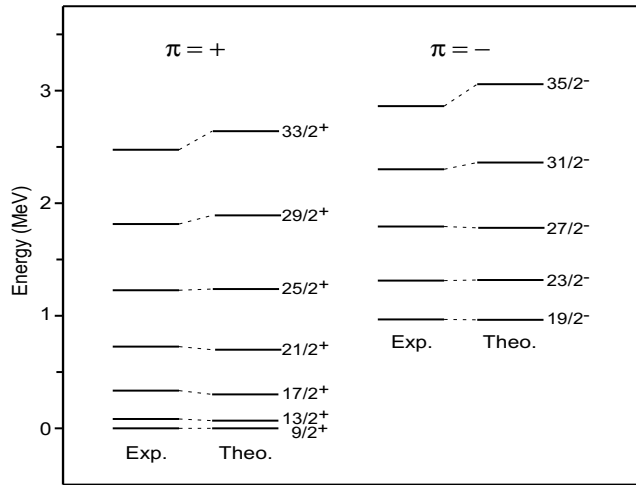 π = +
π = −
Energy (MeV)
3
2
1
0
33/2+
29/2+
25/2+
21/2+
17/2+
13/2+
9/2+
Exp.
Theo.
35/2-
31/2-
27/2-
23/2-
19/2-
Exp.
Theo.